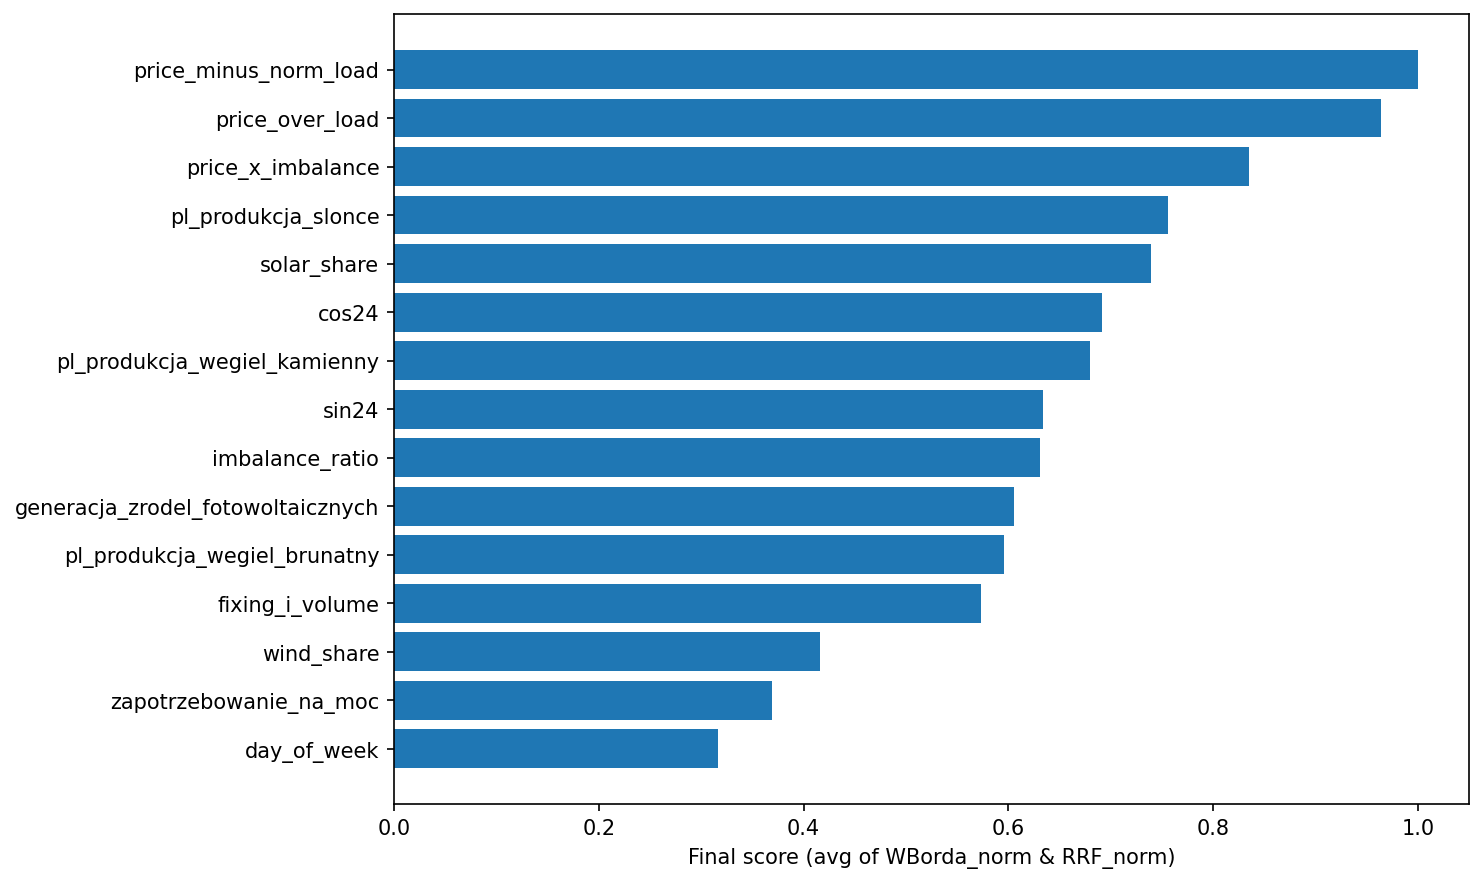 price_minus_norm_load
price_over_load
price_x_imbalance
pl_produkcja_slonce
solar_share
cos24
pl_produkcja_wegiel_kamienny
sin24
imbalance_ratio
generacja_zrodel_fotowoltaicznych
pl_produkcja_wegiel_brunatny
fixing_i_volume
wind_share
zapotrzebowanie_na_moc
day_of_week
0.0 0.2 0.4 0.6 0.8 1.0
Final score (avg of WBorda_norm & RRF_norm)